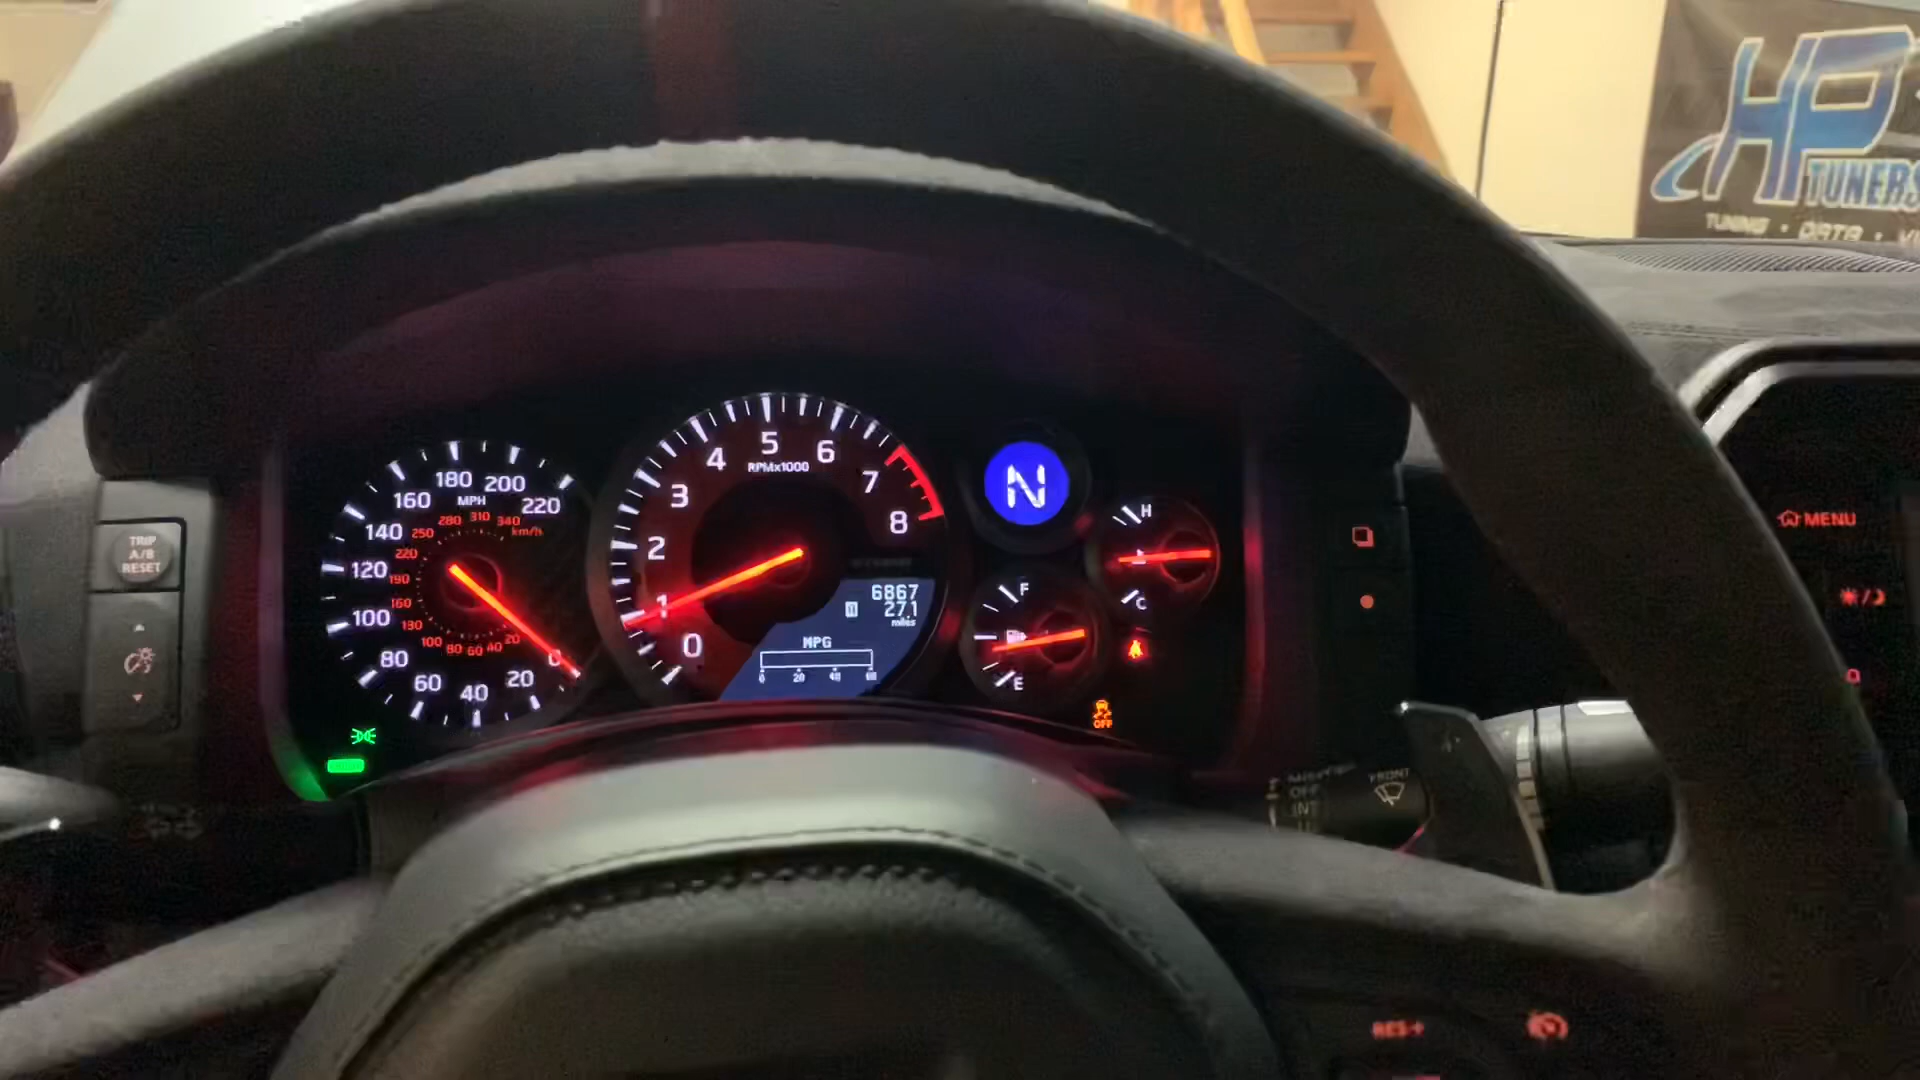 HP
TUNERS
TUNING · DATA ·
TRIP
A/B
RESET
MPH
0
20
40
60
80
100
120
140
160
180
200
220
km/h
20
40
60
80
100
130
160
190
220
250
280
310
340
RPMx1000
0
1
2
3
4
5
6
7
8
6867
27.1
miles
MPG
0 20 40 60
N
H
C
F
E
OFF
FRONT
OFF
INT
MENU
RES+